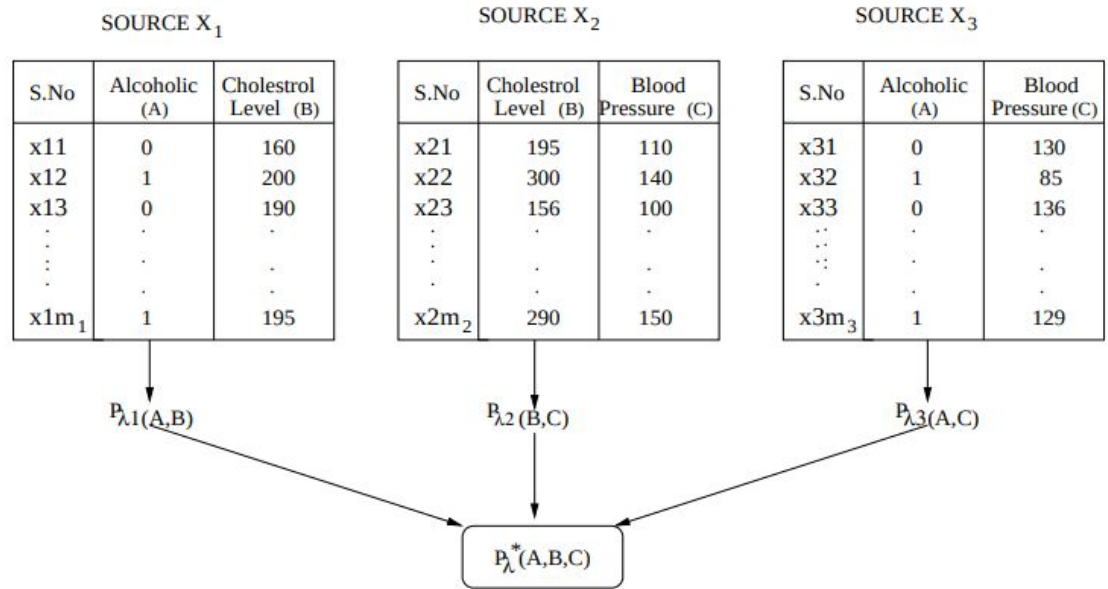 SOURCE X1
S.No Alcoholic (A) Cholestrol Level (B)
x11 0 160
x12 1 200
x13 0 190
x1m1 1 195
SOURCE X2
S.No Cholestrol Level (B) Blood Pressure (C)
x21 195 110
x22 300 140
x23 156 100
x2m2 290 150
SOURCE X3
S.No Alcoholic (A) Blood Pressure (C)
x31 0 130
x32 1 85
x33 0 136
x3m3 1 129
Pλ1(A,B)
Pλ2(B,C)
Pλ3(A,C)
Pλ*(A,B,C)